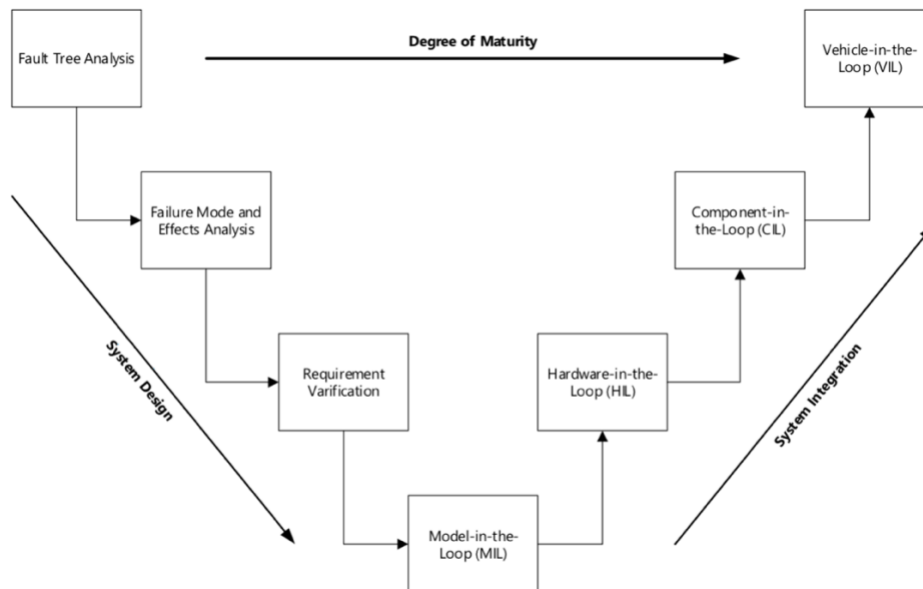 Fault Tree Analysis
Degree of Maturity
Vehicle-in-the-
Loop (VIL)
Failure Mode and
Effects Analysis
Component-in-
the-Loop (CIL)
System Design
Requirement
Varification
Hardware-in-the-
Loop (HIL)
System Integration
Model-in-the-
Loop (MIL)